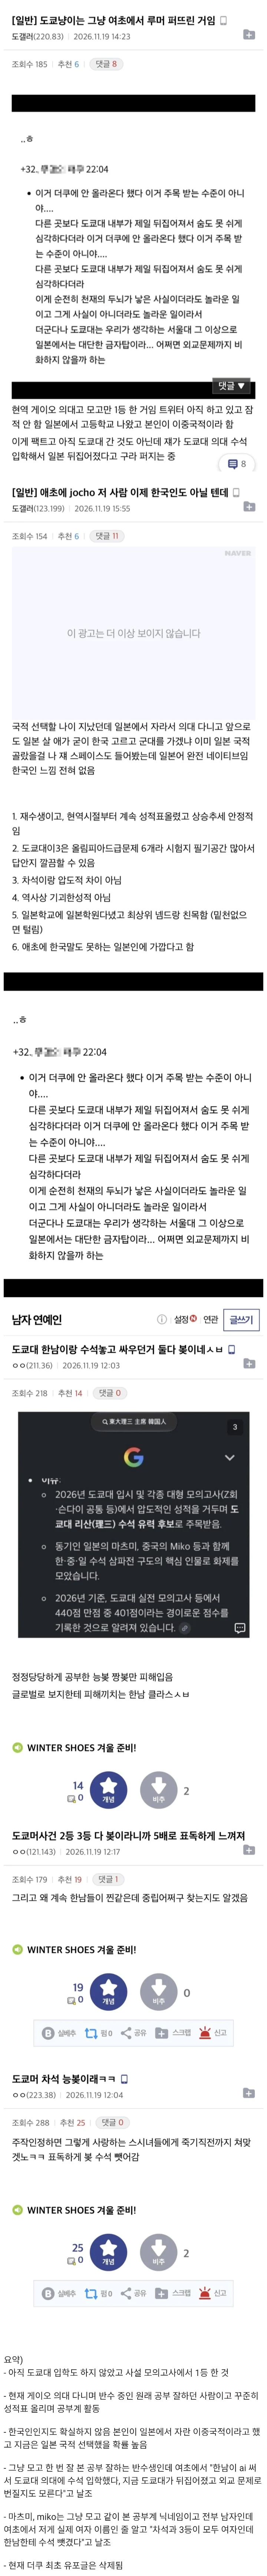 [일반] 도쿄냥이는 그냥 여초에서 루머 퍼뜨린 거임
도갤러(220.83) | 2026.11.19 14:23
조회수 185 | 추천 6 | 댓글 8
..ㅎ
+32.. 22:04
• 이거 더쿠에 안 올라온다 했다 이거 주목 받는 수준이 아니
야....
다른 곳보다 도쿄대 내부가 제일 뒤집어져서 숨도 못 쉬게
심각하다더라 이거 더쿠에 안 올라온다 했다 이거 주목 받
는 수준이 아니야....
다른 곳보다 도쿄대 내부가 제일 뒤집어져서 숨도 못 쉬게
심각하다더라
이게 순전히 천재의 두뇌가 낳은 사실이더라도 놀라운 일
이고 그게 사실이 아니더라도 놀라운 일이라서
더군다나 도쿄대는 우리가 생각하는 새울대 그 이상으로
일본에서는 대단한 금자탑이라... 어쩌면 외교문제까지 비
화하지 않을까 하는
댓글 ▼
현역 게이오 의대고 모고만 1등 한 거임 트위터 아직 하고 있고 잠
적 안 함 일본에서 고등학교 나왔고 본인이 이중국적이라 함
이게 팩트고 아직 도쿄대 간 것도 아닌데 쟤가 도쿄대 의대 수석
입학해서 일본 뒤집어졌다고 구라 퍼지는 중
8
[일반] 애초에 jocho 저 사람 이제 한국인도 아닐 텐데
도갤러(123.199) | 2026.11.19 15:55
조회수 154 | 추천 6 | 댓글 11
NAVER
이 광고는 더 이상 보이지 않습니다
국적 선택할 나이 지났던데 일본에서 자라서 의대 다니고 앞으로
도 일본 살 애가 굳이 한국 고르고 군대를 가겠냐 이미 일본 국적
골랐을걸 나 쟤 스페이스도 들어봤는데 일본어 완전 네이티브임
한국인 느낌 전혀 없음
1. 재수생이고, 현역시절부터 계속 성적표올렸고 상승추세 안정적
임
2. 도쿄대이3은 올림피아드급문제 6개라 시험지 필기공간 많아서
답안지 깔끔할 수 있음
3. 차석이랑 압도적 차이 아님
4. 역사상 기괴한성적 아님
5. 일본학교에 일본학원다녔고 최상위 넴드랑 친목함 (밑천없으
면 털림)
6. 애초에 한국말도 못하는 일본인에 가깝다고 함
..ㅎ
+32.. 22:04
• 이거 더쿠에 안 올라온다 했다 이거 주목 받는 수준이 아니
야....
다른 곳보다 도쿄대 내부가 제일 뒤집어져서 숨도 못 쉬게
심각하다더라 이거 더쿠에 안 올라온다 했다 이거 주목 받
는 수준이 아니야....
다른 곳보다 도쿄대 내부가 제일 뒤집어져서 숨도 못 쉬게
심각하다더라
이게 순전히 천재의 두뇌가 낳은 사실이더라도 놀라운 일
이고 그게 사실이 아니더라도 놀라운 일이라서
더군다나 도쿄대는 우리가 생각하는 서울대 그 이상으로
일본에서는 대단한 금자탑이라... 어쩌면 외교문제까지 비
화하지 않을까 하는
남자 연예인 설정 N 연관 글쓰기
도쿄대 한남이랑 수석놓고 싸우던거 둘다 봊이네ㅅㅂ
ㅇㅇ(211.36) | 2026.11.19 12:03
조회수 218 | 추천 14 | 댓글 0
東大理三 主席 韓国人
3
• 이유:
2026년 도쿄대 입시 및 각종 대형 모의고사(Z회
·슨다이 공통 등)에서 압도적인 성적을 거두며 도쿄
대 리산(理三) 수석 유력 후보로 주목받음.
동기인 일본의 마츠미, 중국의 Miko 등과 함께
한·중·일 수석 삼파전 구도의 핵심 인물로 화제를
모았습니다.
2026년 기준, 도쿄대 실전 모의고사 등에서
440점 만점 중 401점이라는 경이로운 점수를
기록한 것으로 알려져 있습니다.
정정당당하게 공부한 능봊 짱봊만 피해입음
글로벌로 보지한테 피해끼치는 한남 클라스ㅅㅂ
WINTER SHOES 겨울 준비!
14
0
개념
비추
2
도쿄머사건 2등 3등 다 봊이라니까 5배로 표독하게 느껴져
ㅇㅇ(121.143) | 2026.11.19 12:17
조회수 179 | 추천 19 | 댓글 1
그리고 왜 계속 한남들이 찐같은데 중립어쩌구 찾는지도 알겠음
WINTER SHOES 겨울 준비!
19
0
개념
비추
0
B 실베추 펌 0 공유 스크랩 신고
도쿄머 차석 능봊이래ㅋㅋ
ㅇㅇ(223.38) | 2026.11.19 12:04
조회수 288 | 추천 25 | 댓글 0
주작인정하면 그렇게 사랑하는 스시녀들에게 죽기직전까지 쳐맞
겟노ㅋㅋ 표독하게 봊 수석 뺏어감
WINTER SHOES 겨울 준비!
25
0
개념
비추
2
B 실베추 펌 0 공유 스크랩 신고
요약)
- 아직 도쿄대 입학도 하지 않았고 사설 모의고사에서 1등 한 것
- 현재 게이오 의대 다니며 반수 중인 원래 공부 잘하던 사람이고 꾸준히
성적표 올리며 공부계 활동
- 한국인인지도 확실하지 않음 본인이 일본에서 자란 이중국적이라고 했
고 지금은 일본 국적 선택했을 확률 높음
- 그냥 모고 한 번 잘 본 공부 잘하는 반수생인데 여초에서 "한남이 ai 써
서 도쿄대 의대에 수석 입학했다, 지금 도쿄대가 뒤집어졌고 외교 문제로
번질지도 모른다"고 날조
- 마츠미, miko는 그냥 모고 같이 본 공부계 닉네임이고 전부 남자인데
여초에서 저게 실제 여자 이름인 줄 알고 "차석과 3등이 모두 여자인데
한남한테 수석 뺏겼다"고 날조
- 현재 더쿠 최초 유포글은 삭제됨